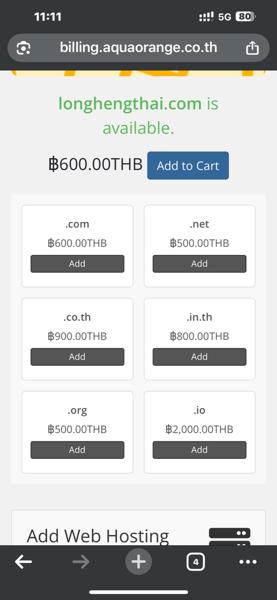 11:11
5G 80
billing.aquaorange.co.th
longhengthai.com is
available.
฿600.00THB Add to Cart
.com
฿600.00THB
Add
.net
฿500.00THB
Add
.co.th
฿900.00THB
Add
.in.th
฿800.00THB
Add
.org
฿500.00THB
Add
.io
฿2,000.00THB
Add
Add Web Hosting
4